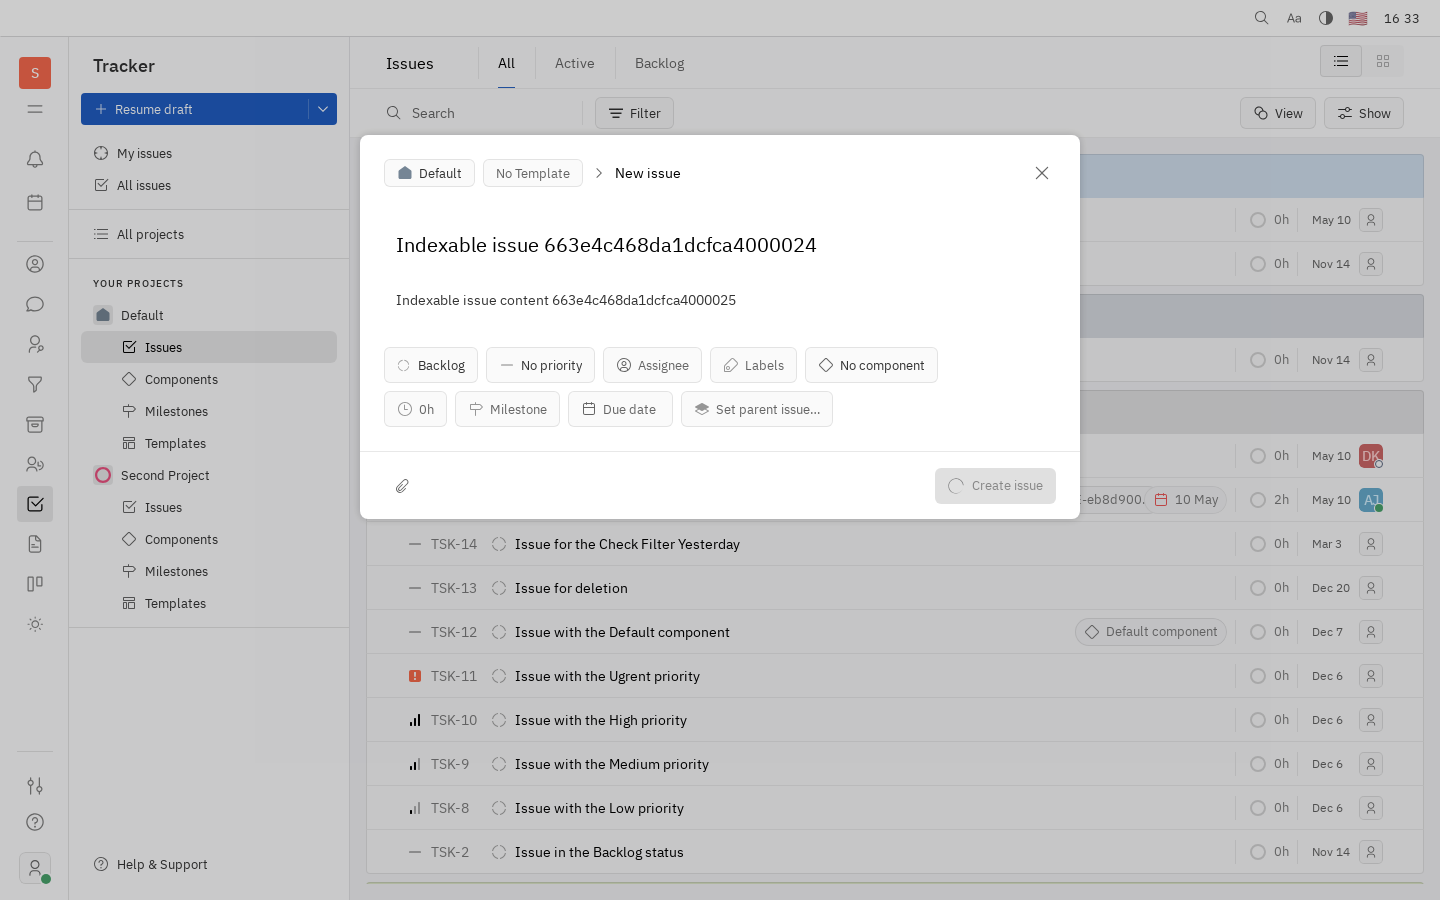 Aa 16 33
S
Tracker
Resume draft
My issues
All issues
All projects
YOUR PROJECTS
Default
Issues
Components
Milestones
Templates
Second Project
Issues
Components
Milestones
Templates
Help & Support
Issues All Active Backlog
Search Filter View Show
Default No Template New issue
Indexable issue 663e4c468da1dcfca4000024
Indexable issue content 663e4c468da1dcfca4000025
Backlog No priority Assignee Labels No component
0h Milestone Due date Set parent issue...
Create issue
0h May 10
0h Nov 14
0h Nov 14
0h May 10 DK
-eb8d900. 10 May 2h May 10 AJ
TSK-14 Issue for the Check Filter Yesterday 0h Mar 3
TSK-13 Issue for deletion 0h Dec 20
TSK-12 Issue with the Default component Default component 0h Dec 7
TSK-11 Issue with the Ugrent priority 0h Dec 6
TSK-10 Issue with the High priority 0h Dec 6
TSK-9 Issue with the Medium priority 0h Dec 6
TSK-8 Issue with the Low priority 0h Dec 6
TSK-2 Issue in the Backlog status 0h Nov 14